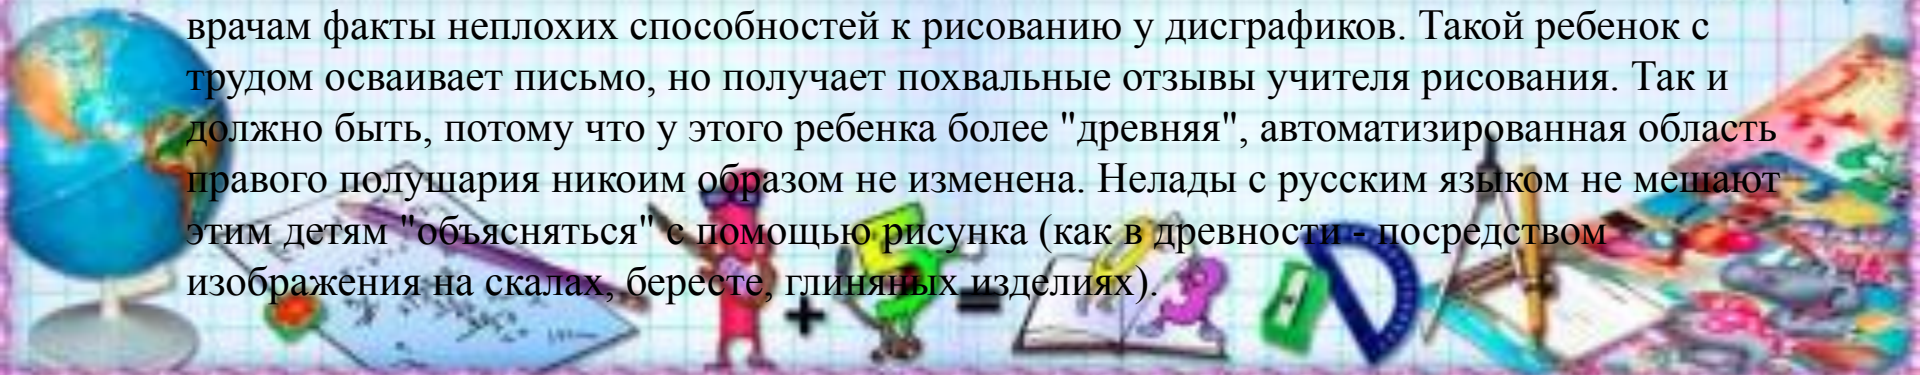 врачам факты неплохих способностей к рисованию у дисграфиков. Такой ребенок с
трудом осваивает письмо, но получает похвальные отзывы учителя рисования. Так и
должно быть, потому что у этого ребенка более "древняя", автоматизированная область
правого полушария никоим образом не изменена. Нелады с русским языком не мешают
этим детям "объясняться" с помощью рисунка (как в древности - посредством
изображения на скалах, бересте, глиняных изделиях).